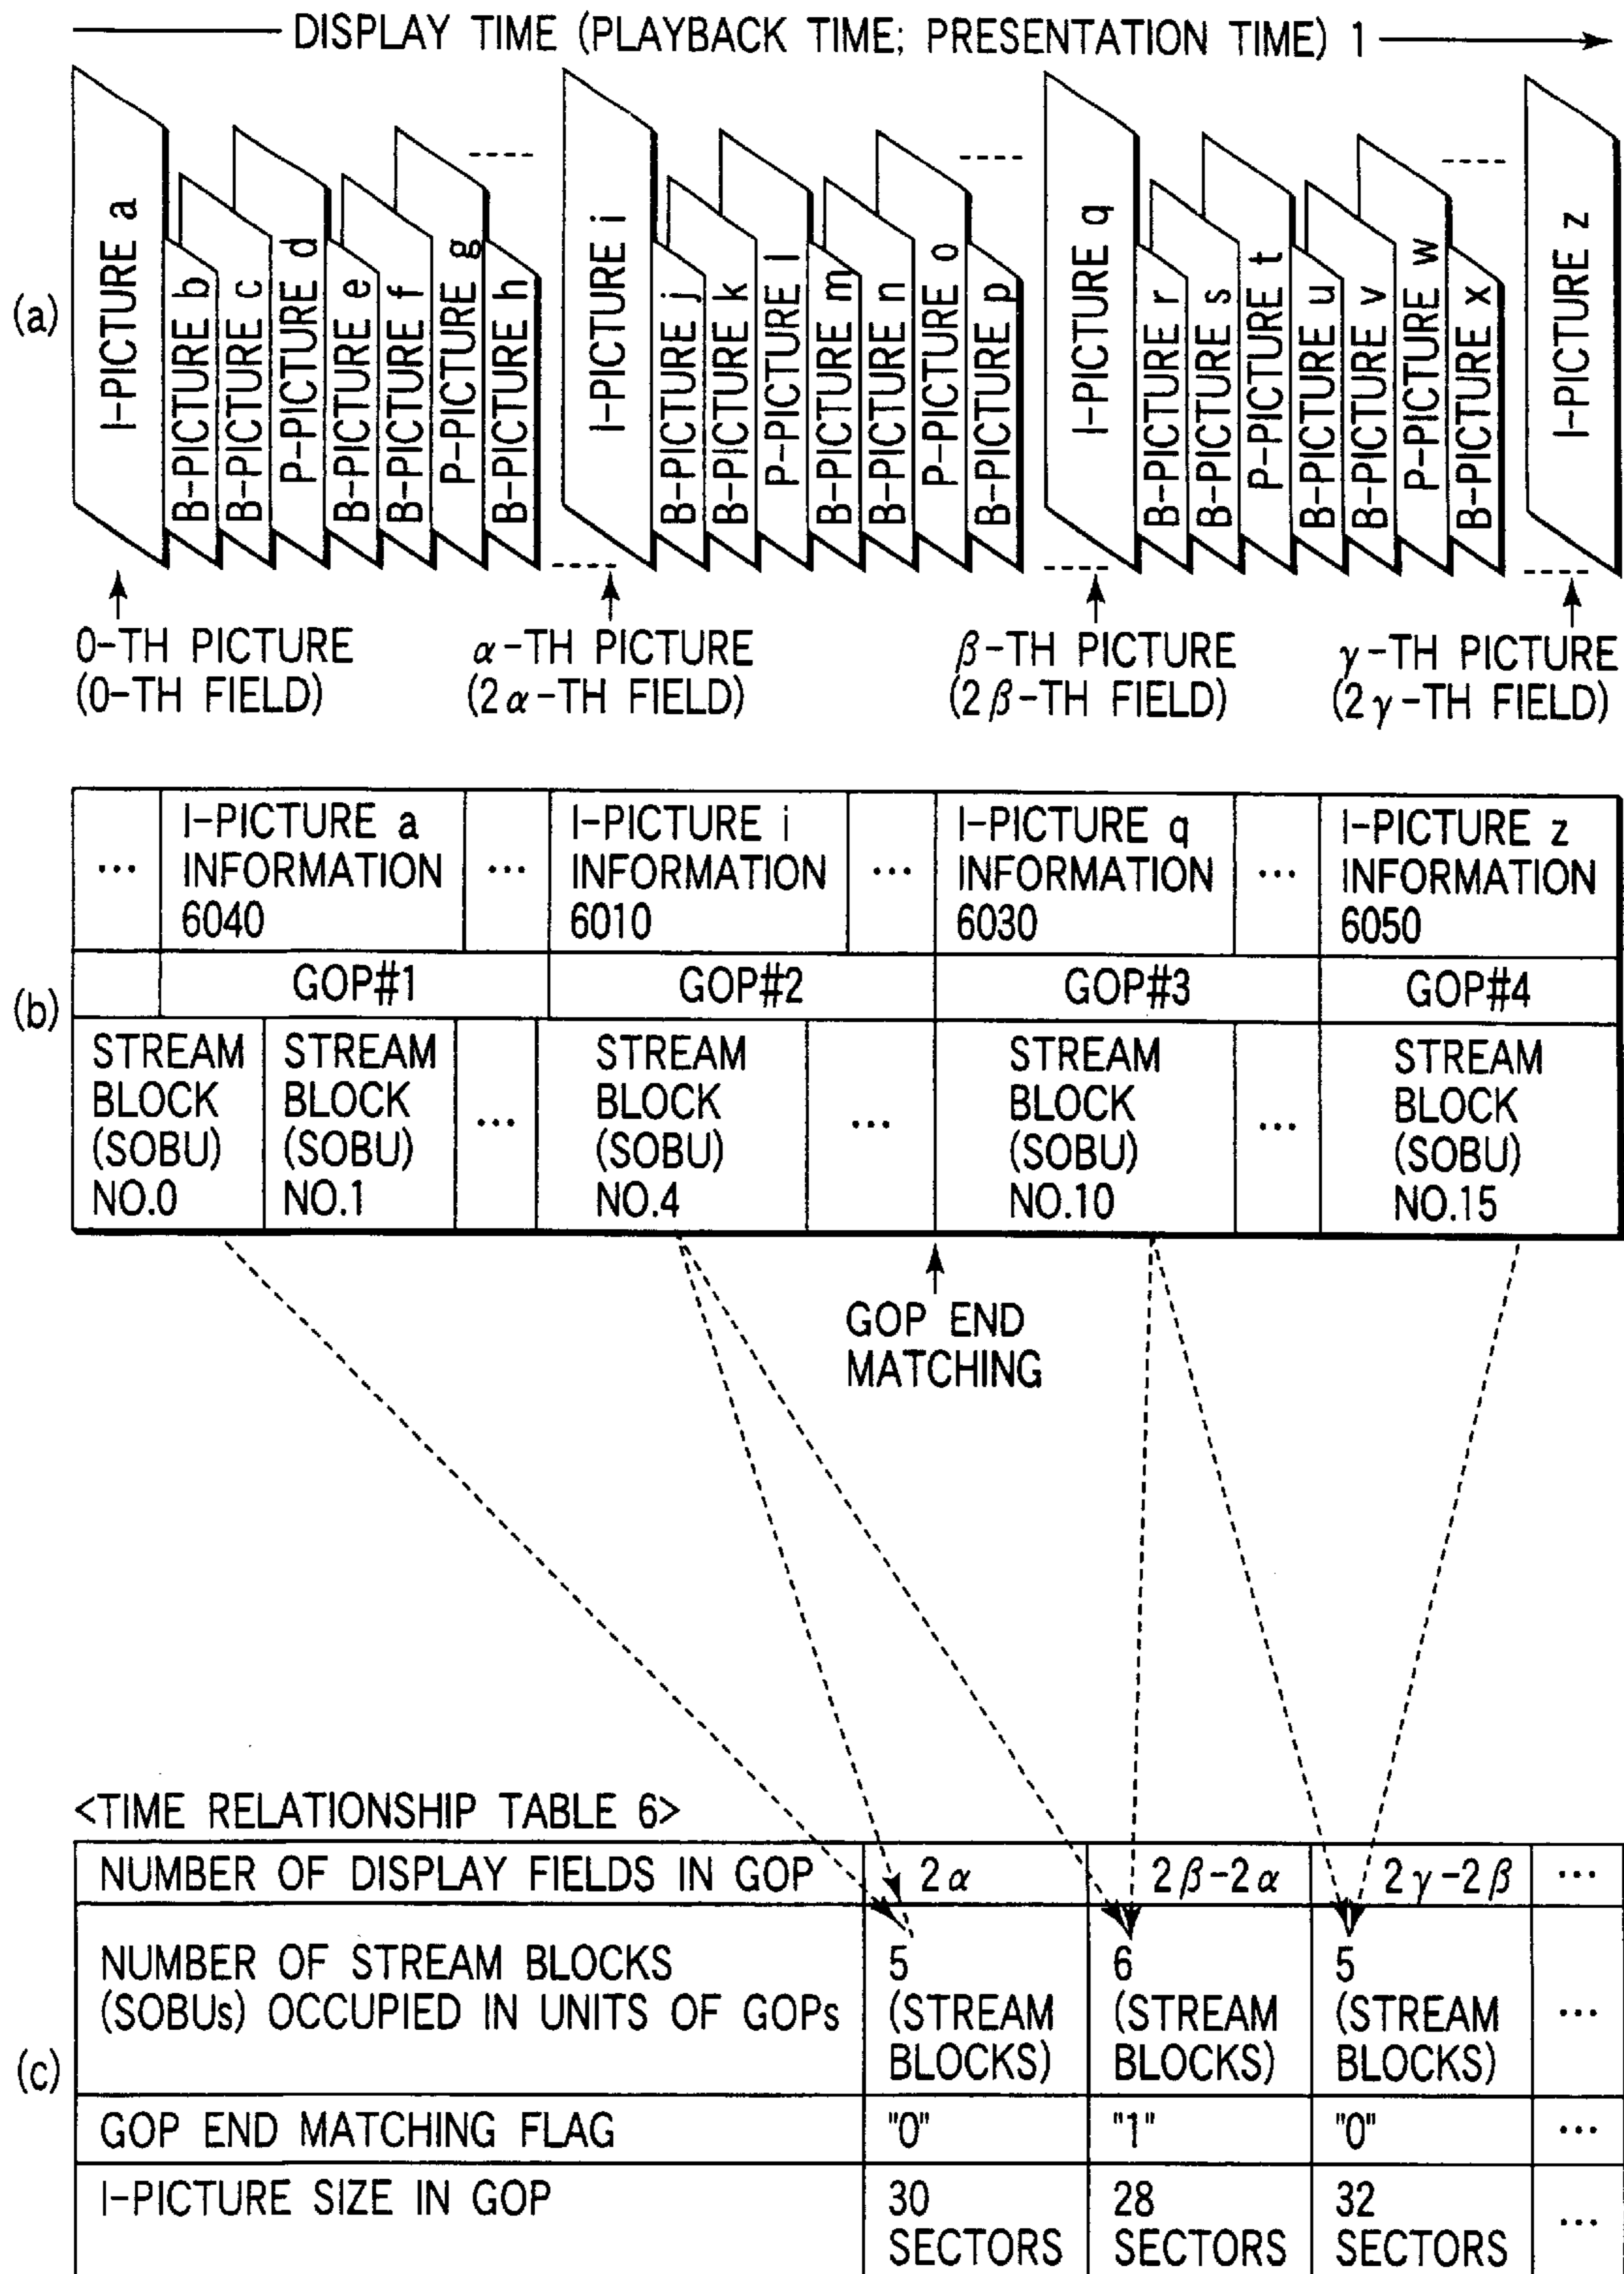 DISPLAY TIME (PLAYBACK TIME; PRESENTATION TIME) 1
(a)
I-PICTURE a
B-PICTURE b
B-PICTURE c
P-PICTURE d
B-PICTURE e
B-PICTURE f
P-PICTURE g
B-PICTURE h
I-PICTURE i
B-PICTURE j
B-PICTURE k
P-PICTURE l
B-PICTURE m
B-PICTURE n
P-PICTURE o
B-PICTURE p
I-PICTURE q
B-PICTURE r
B-PICTURE s
P-PICTURE t
B-PICTURE u
B-PICTURE v
P-PICTURE w
B-PICTURE x
I-PICTURE z
0-TH PICTURE
(0-TH FIELD)
α-TH PICTURE
(2α-TH FIELD)
β-TH PICTURE
(2β-TH FIELD)
γ-TH PICTURE
(2γ-TH FIELD)
(b)
...
I-PICTURE a
INFORMATION
6040
...
I-PICTURE i
INFORMATION
6010
...
I-PICTURE q
INFORMATION
6030
...
I-PICTURE z
INFORMATION
6050
GOP#1
GOP#2
GOP#3
GOP#4
STREAM
BLOCK
(SOBU)
NO.0
STREAM
BLOCK
(SOBU)
NO.1
...
STREAM
BLOCK
(SOBU)
NO.4
...
STREAM
BLOCK
(SOBU)
NO.10
...
STREAM
BLOCK
(SOBU)
NO.15
GOP END
MATCHING
<TIME RELATIONSHIP TABLE 6>
(c)
NUMBER OF DISPLAY FIELDS IN GOP
2α
2β-2α
2γ-2β
...
NUMBER OF STREAM BLOCKS
(SOBUs) OCCUPIED IN UNITS OF GOPs
5
(STREAM
BLOCKS)
6
(STREAM
BLOCKS)
5
(STREAM
BLOCKS)
...
GOP END MATCHING FLAG
"0"
"1"
"0"
...
I-PICTURE SIZE IN GOP
30
SECTORS
28
SECTORS
32
SECTORS
...